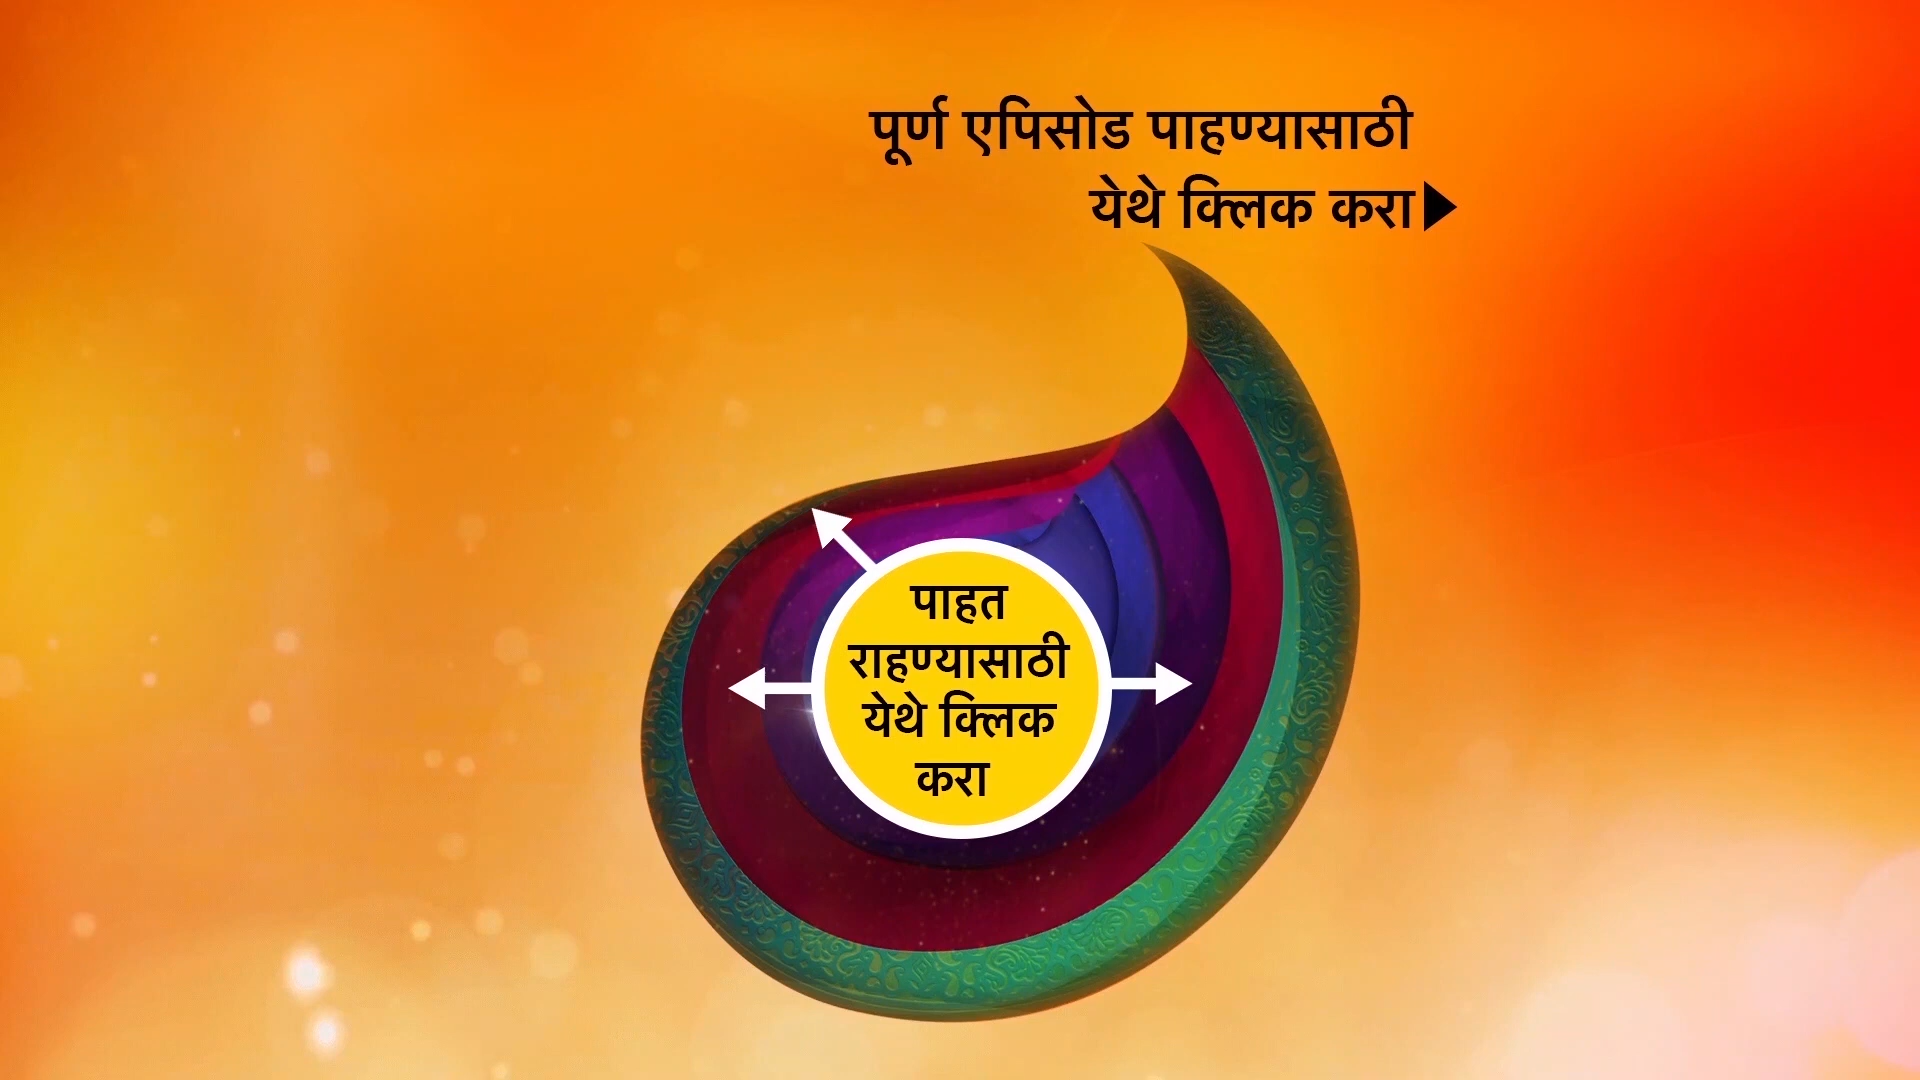 पूर्ण एपिसोड पाहण्यासाठी
येथे क्लिक करा
पाहत
राहण्यासाठी
येथे क्लिक
करा